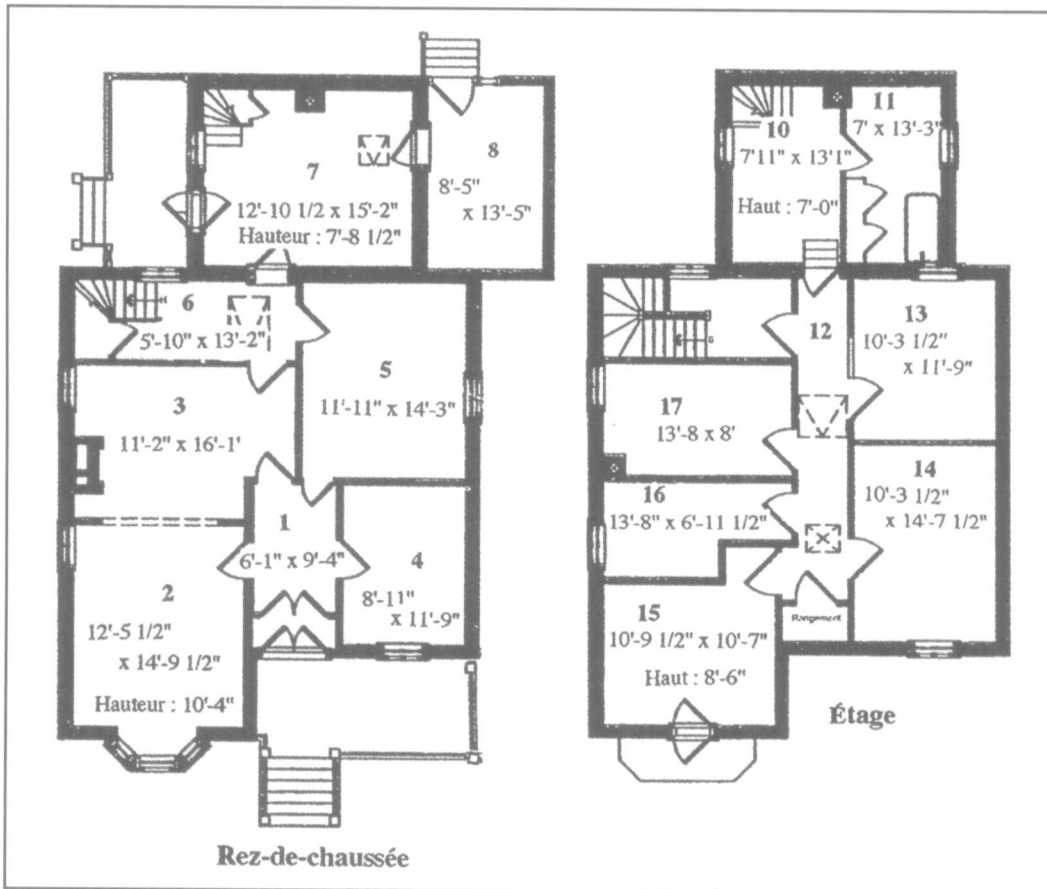 7
12'-10 1/2 x 15'-2"
Hauteur : 7'-8 1/2"
8
8'-5"
x 13'-5"
6
5'-10" x 13'-2"
5
11'-11" x 14'-3"
3
11'-2" x 16'-1'
1
6'-1" x 9'-4"
4
8'-11"
x 11'-9"
2
12'-5 1/2"
x 14'-9 1/2"
Hauteur : 10'-4"
Rez-de-chaussée
10
7'11" x 13'1"
Haut : 7'-0"
11
7' x 13'-3"
12
13
10'-3 1/2"
x 11'-9"
17
13'-8 x 8'
14
10'-3 1/2"
x 14'-7 1/2"
16
13'-8" x 6'-11 1/2"
15
10'-9 1/2" x 10'-7"
Haut : 8'-6"
Rangement
Étage